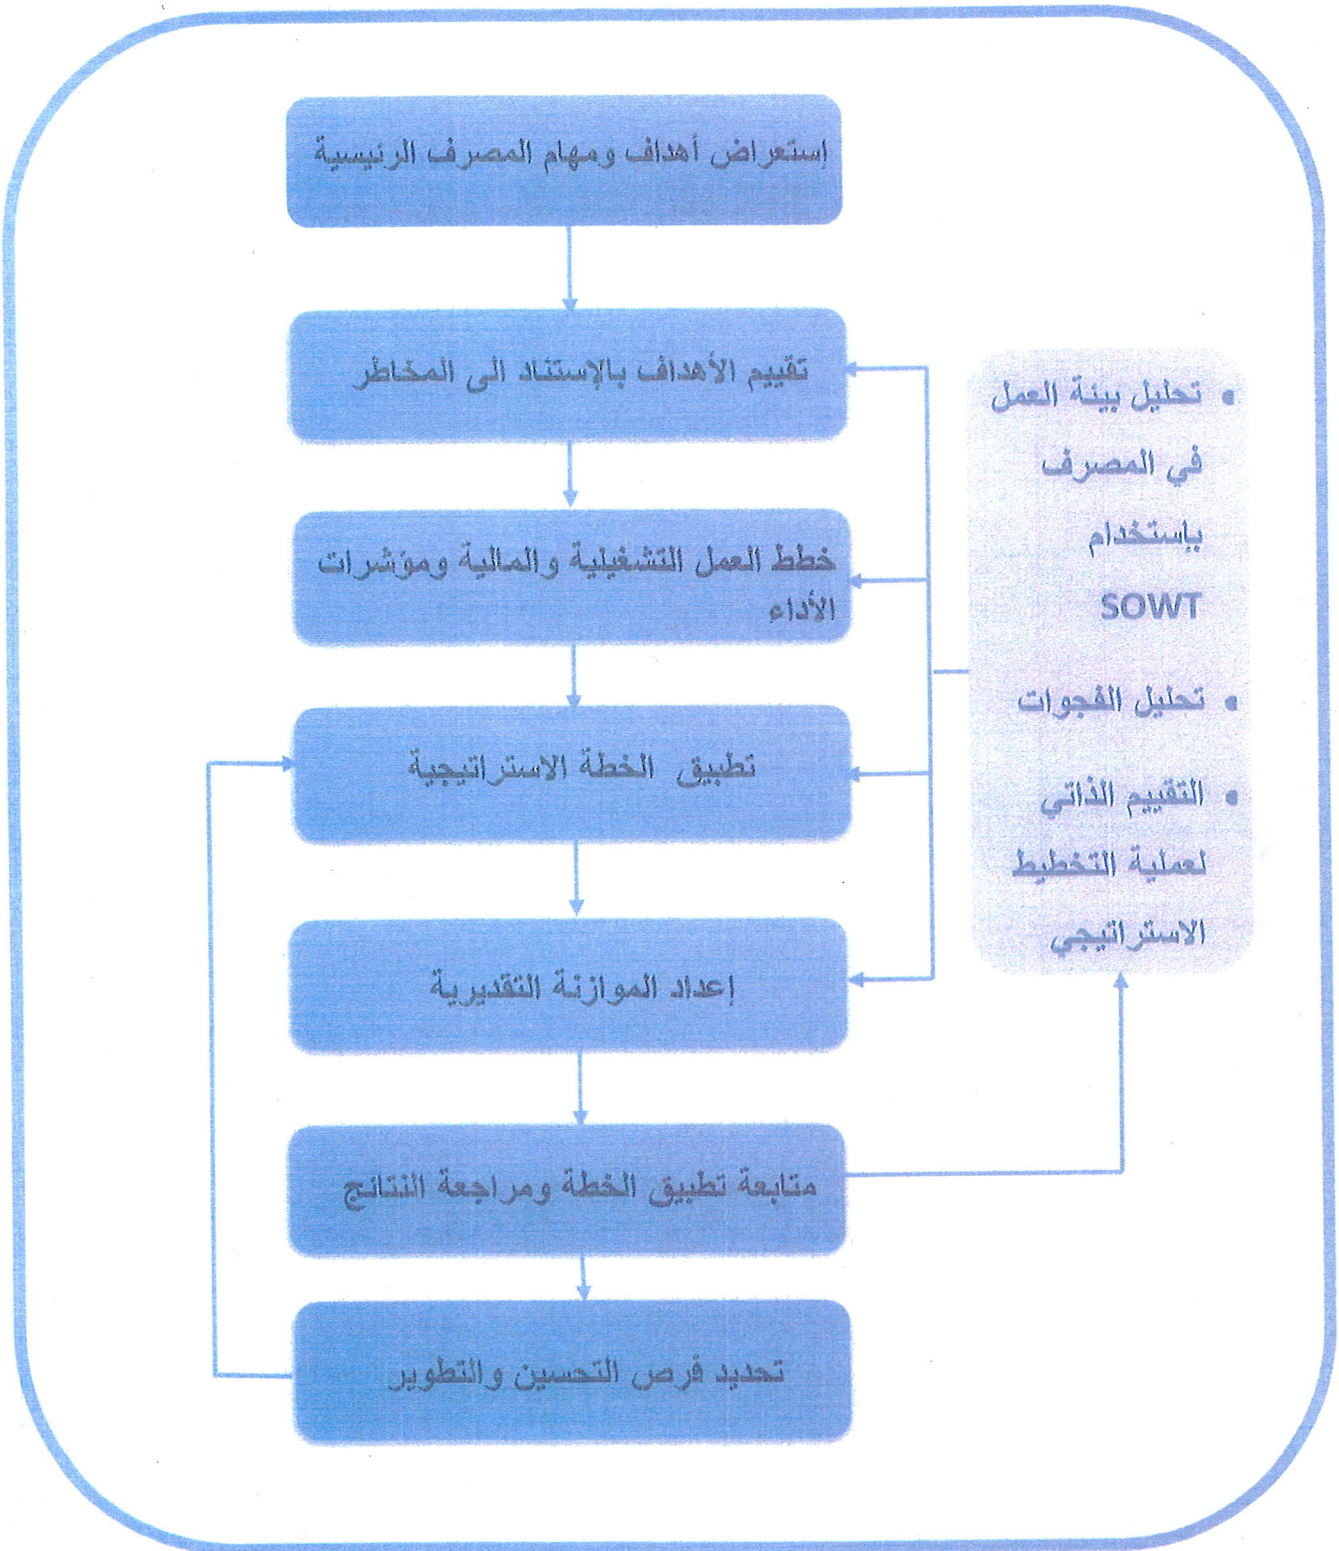 إستعراض أهداف ومهام المصرف الرئيسية
تقييم الأهداف بالإستناد الى المخاطر
خطط العمل التشغيلية والمالية ومؤشرات
الأداء
تطبيق الخطة الاستراتيجية
إعداد الموازنة التقديرية
متابعة تطبيق الخطة ومراجعة النتائج
تحديد فرص التحسين والتطوير
• تحليل بيئة العمل
في المصرف
بإستخدام
SOWT
• تحليل الفجوات
• التقييم الذاتي
لعملية التخطيط
الاستراتيجي